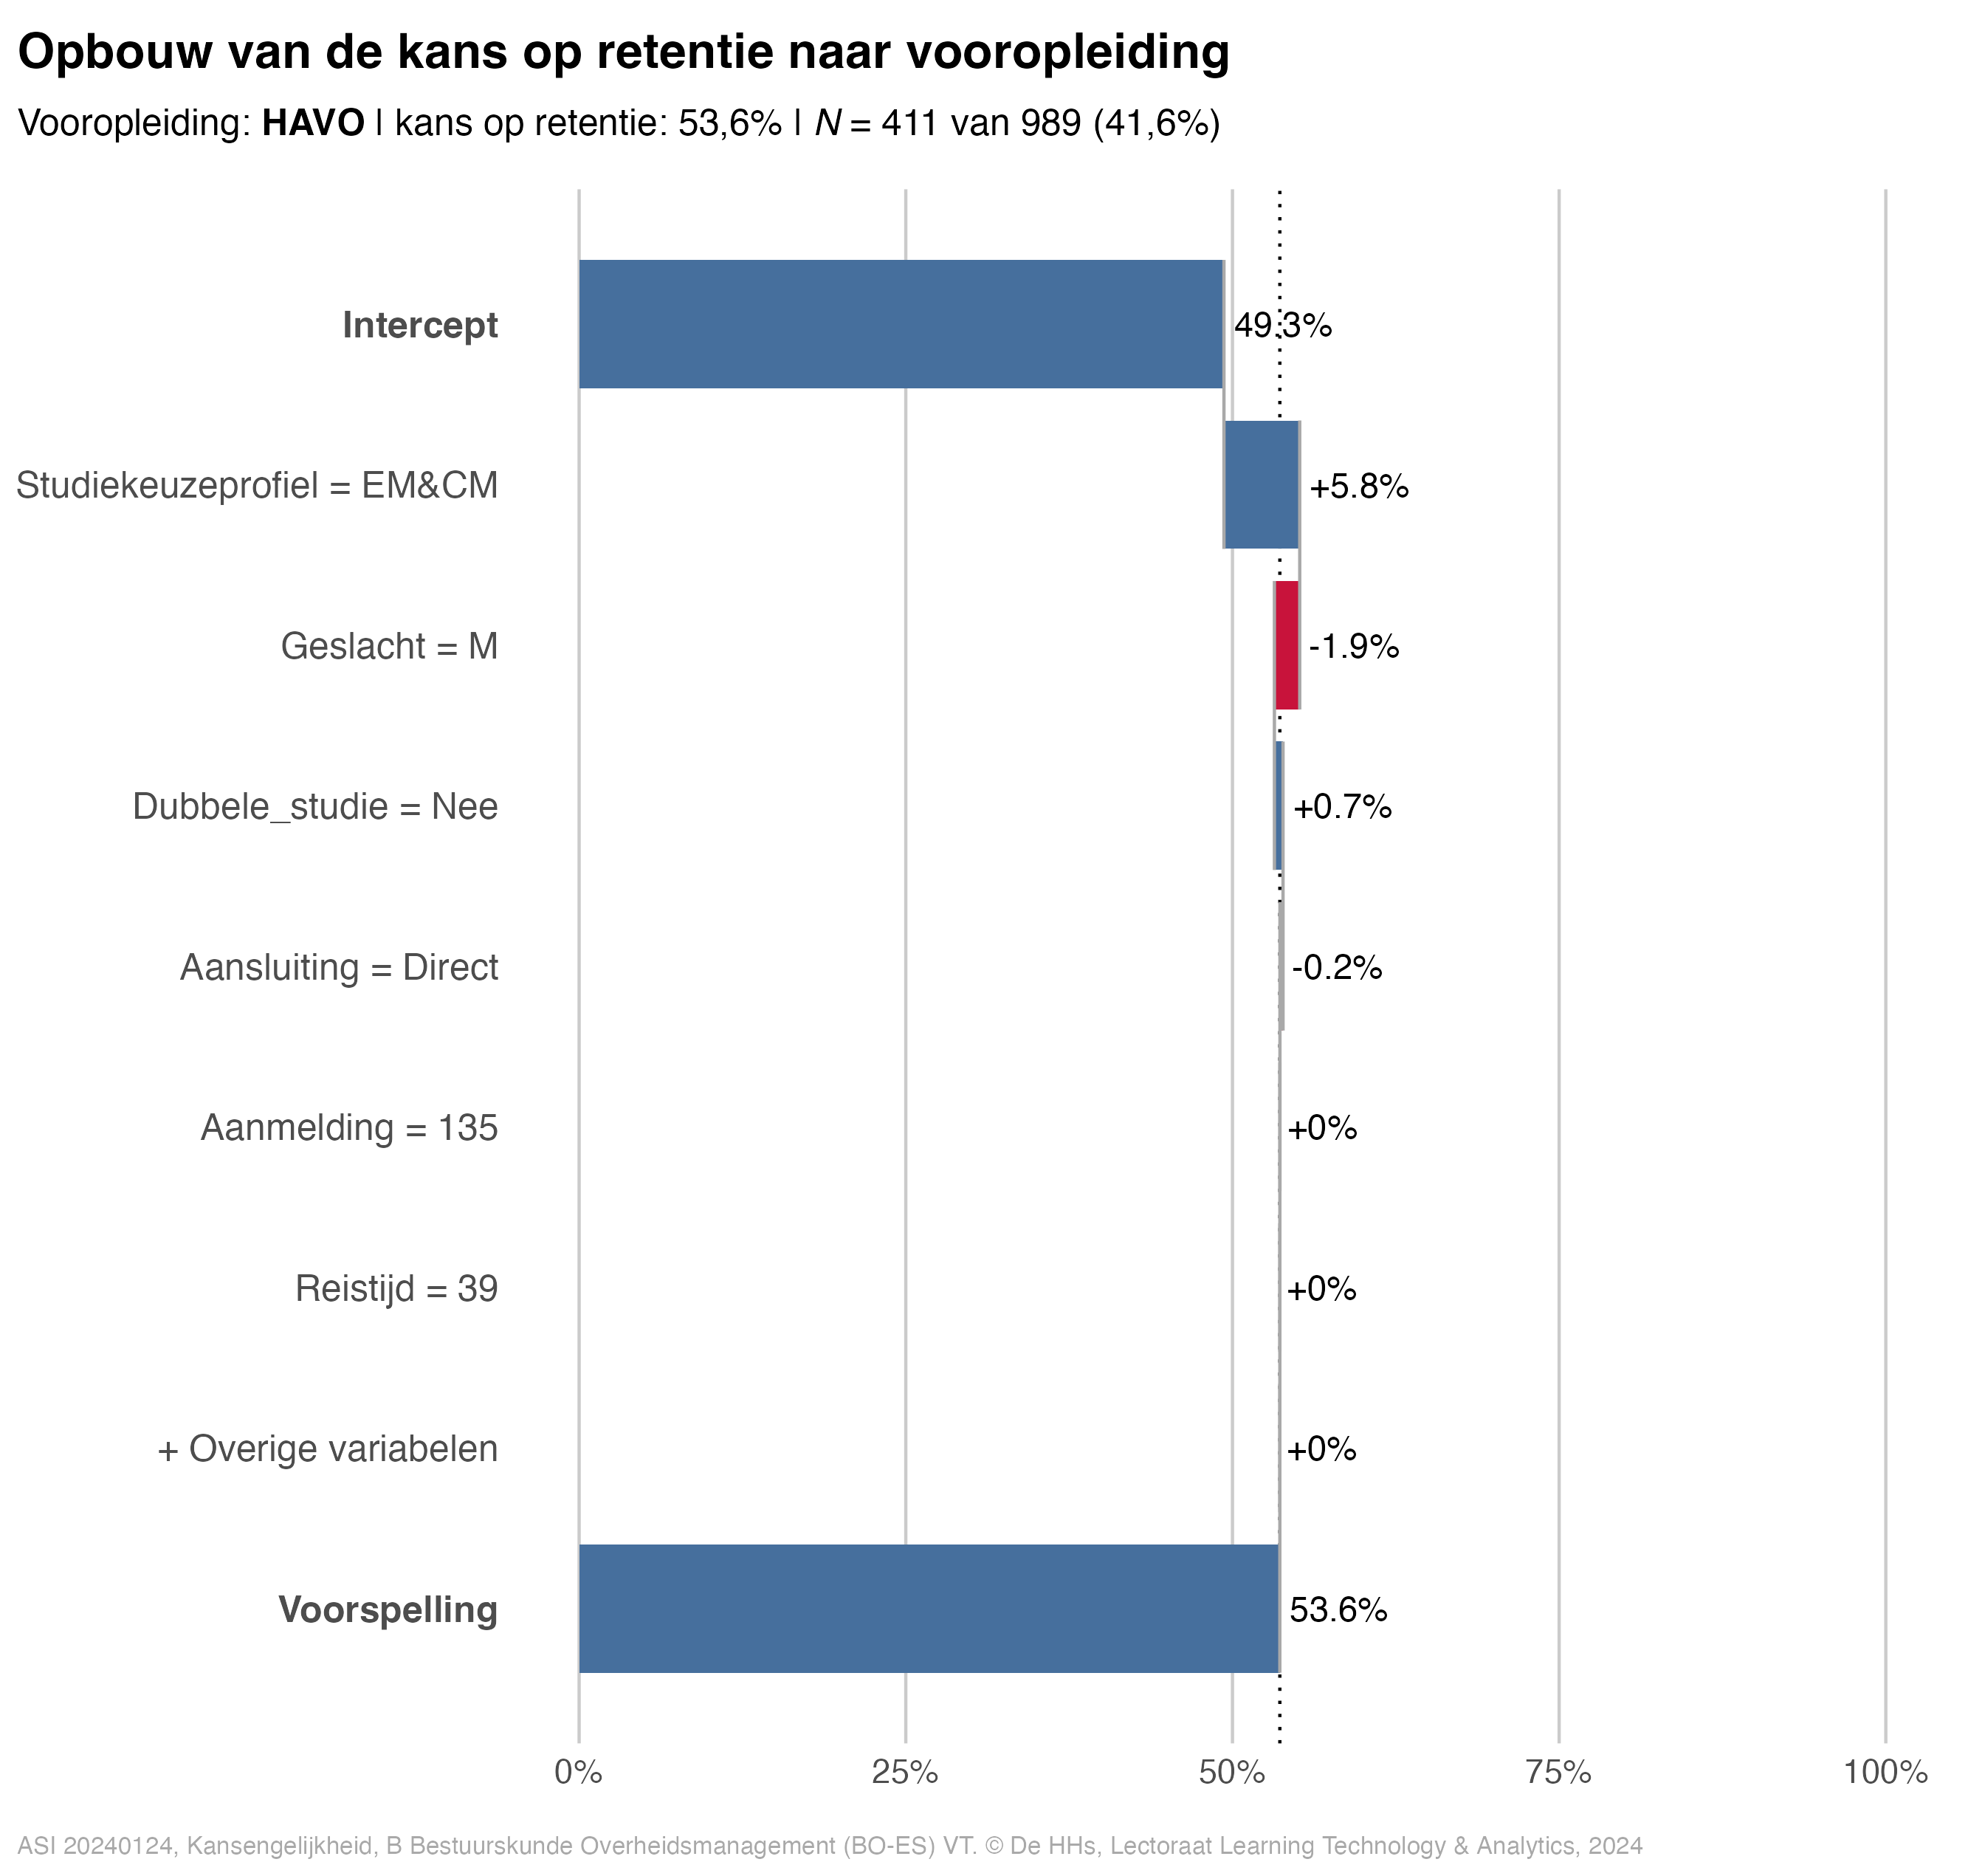 Opbouw van de kans op retentie naar vooropleiding
Vooropleiding: HAVO | kans op retentie: 53,6% | N = 411 van 989 (41,6%)
Intercept
49.3%
Studiekeuzeprofiel = EM&CM
+5.8%
Geslacht = M
-1.9%
Dubbele_studie = Nee
+0.7%
Aansluiting = Direct
-0.2%
Aanmelding = 135
+0%
Reistijd = 39
+0%
+ Overige variabelen
+0%
Voorspelling
53.6%
0% 25% 50% 75% 100%
ASI 20240124, Kansengelijkheid, B Bestuurskunde Overheidsmanagement (BO-ES) VT. © De HHs, Lectoraat Learning Technology & Analytics, 2024